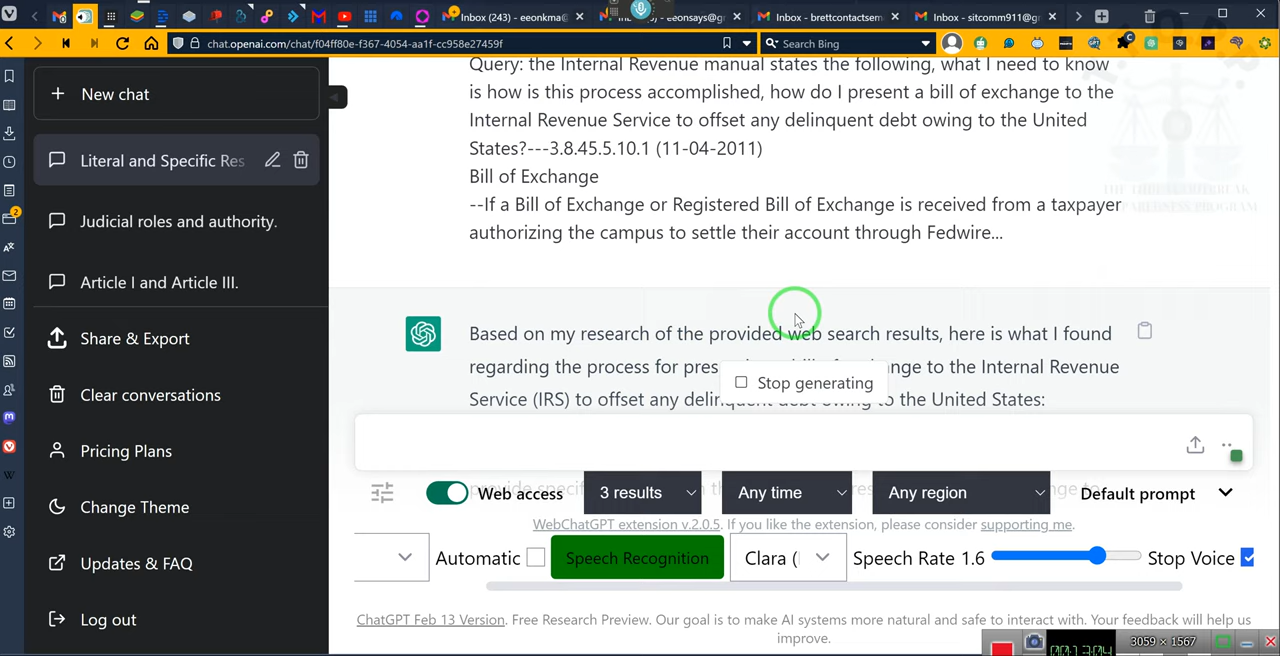 Inbox (243) - eeonkma@
Inbox - eeonsays@g
Inbox - brettcontactsem
Inbox - sitcomm911@g
chat.openai.com/chat/f04ff80e-f367-4054-aa1f-cc958e27459f
Search Bing
New chat
Literal and Specific Res
Judicial roles and authority.
Article I and Article III.
Share & Export
Clear conversations
Pricing Plans
Change Theme
Updates & FAQ
Log out
Query: the Internal Revenue manual states the following, what I need to know
is how is this process accomplished, how do I present a bill of exchange to the
Internal Revenue Service to offset any delinquent debt owing to the United
States?---3.8.45.5.10.1 (11-04-2011)
Bill of Exchange
--If a Bill of Exchange or Registered Bill of Exchange is received from a taxpayer
authorizing the campus to settle their account through Fedwire...
Based on my research of the provided web search results, here is what I found
regarding the process for pres
nge to the Internal Revenue
Service (IRS) to offset any delinquent debt owing to the United States:
Stop generating
Web access
3 results
Any time
Any region
Default prompt
WebChatGPT extension v.2.0.5. If you like the extension, please consider supporting me.
Automatic
Speech Recognition
Clara (
Speech Rate 1.6
Stop Voice
ChatGPT Feb 13 Version. Free Research Preview. Our goal is to make AI systems more natural and safe to interact with. Your feedback will help us
improve.
3059 × 1567
00:13:04